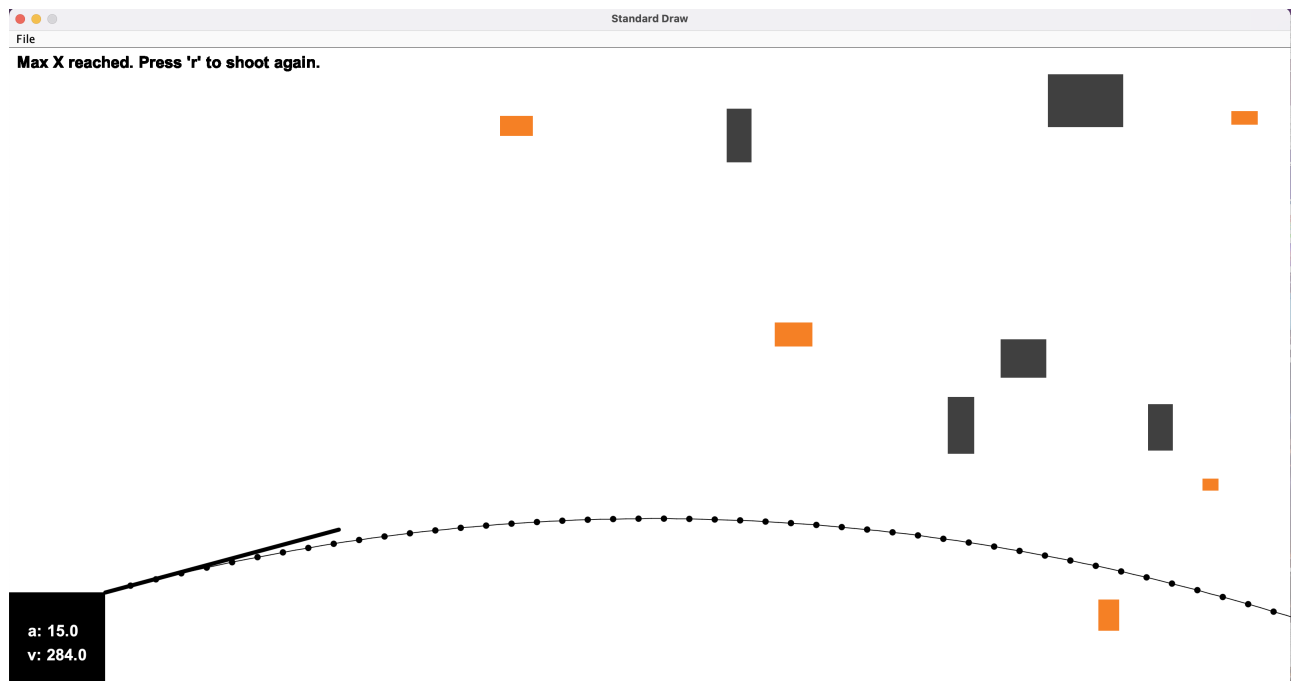 Standard Draw
File
Max X reached. Press 'r' to shoot again.
a: 15.0
v: 284.0